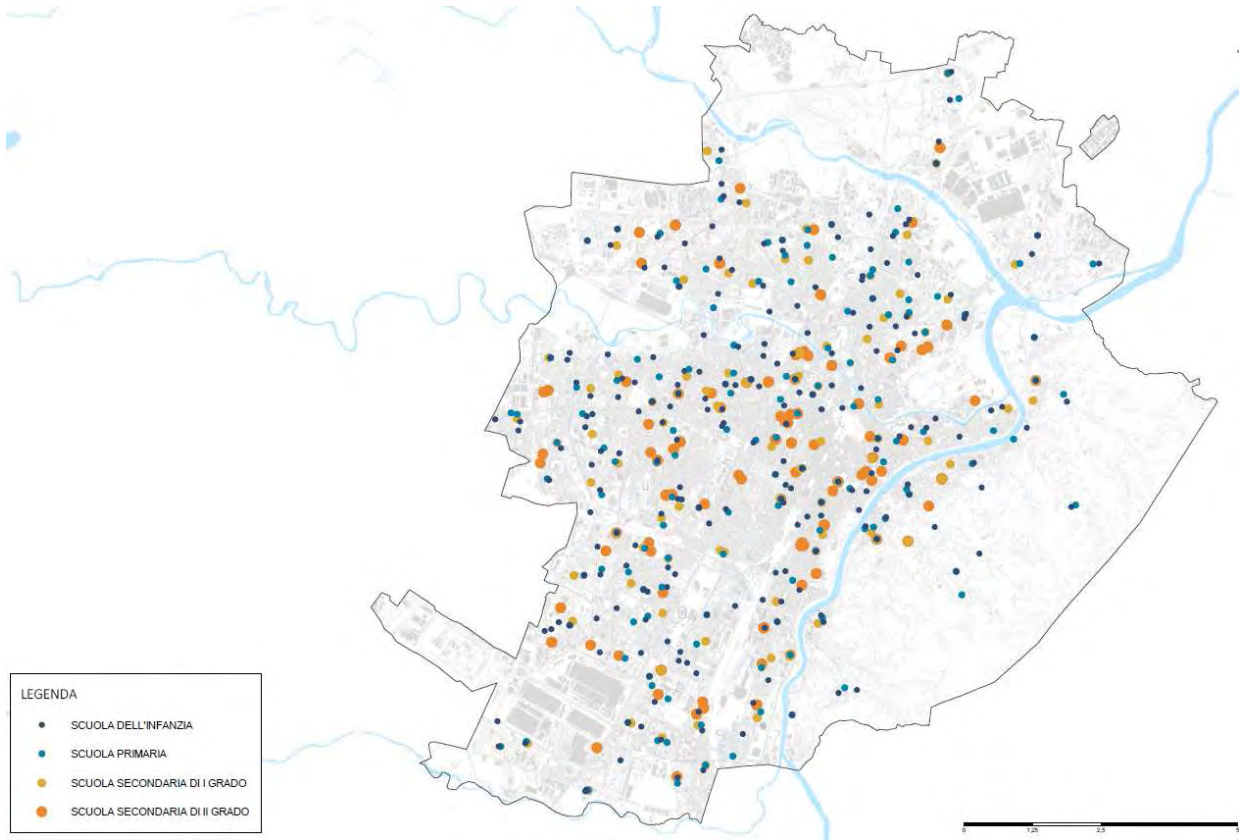 LEGENDA
SCUOLA DELL'INFANZIA
SCUOLA PRIMARIA
SCUOLA SECONDARIA DI I GRADO
SCUOLA SECONDARIA DI II GRADO
0 1,25 2,5